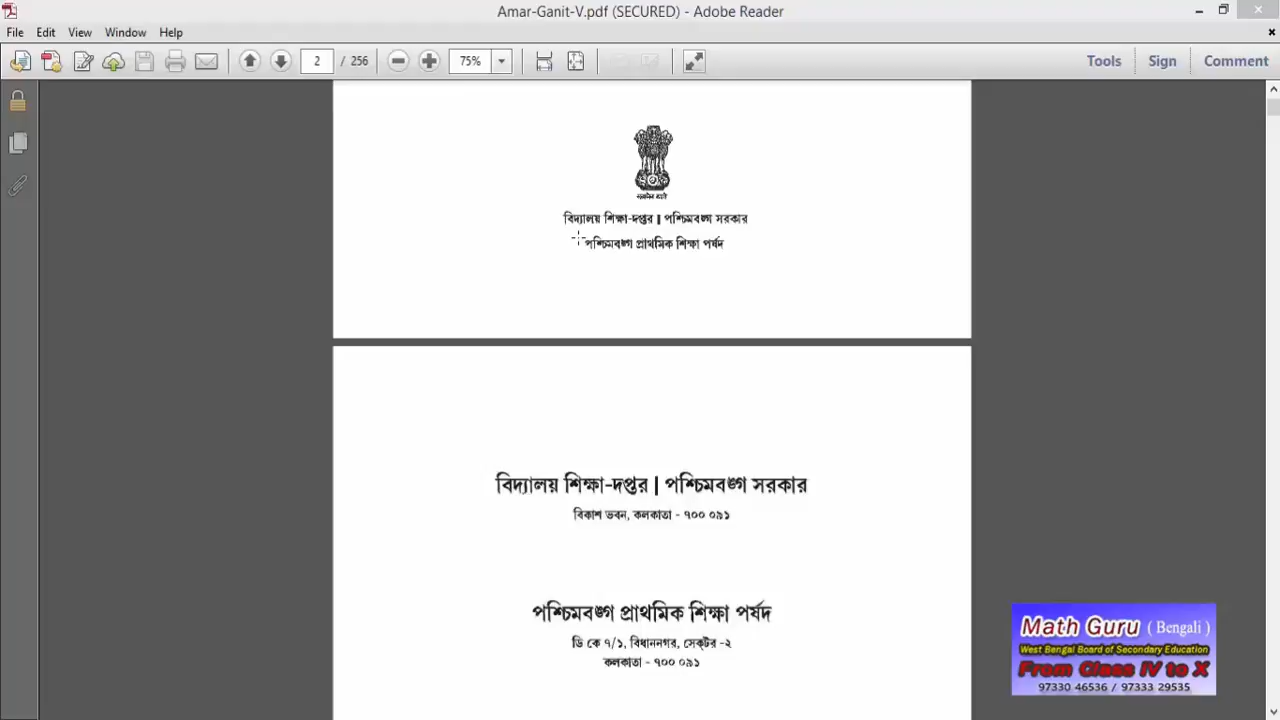 Amar-Ganit-V.pdf (SECURED) - Adobe Reader
File Edit View Window Help
2 / 256 75% Tools Sign Comment
বিদ্যালয় শিক্ষা-দপ্তর | পশ্চিমবঙ্গ সরকার
পশ্চিমবঙ্গ প্রাথমিক শিক্ষা পর্ষদ
বিদ্যালয় শিক্ষা-দপ্তর | পশ্চিমবঙ্গ সরকার
বিকাশ ভবন, কলকাতা - ৭০০ ০৯১
পশ্চিমবঙ্গ প্রাথমিক শিক্ষা পর্ষদ
ডি কে ৭/১, বিধাননগর, সেক্টর -২
কলকাতা - ৭০০ ০৯১
Math Guru ( Bengali )
West Bengal Board of Secondary Education
From Class IV to X
97330 46536 / 97333 29535